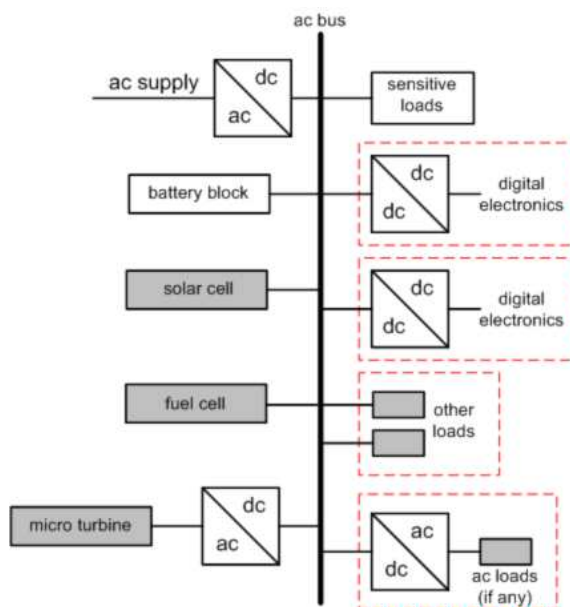 ac bus
ac supply
dc
ac
sensitive
loads
battery block
dc
dc
digital
electronics
solar cell
dc
dc
digital
electronics
fuel cell
other
loads
micro turbine
dc
ac
ac
dc
ac loads
(if any)